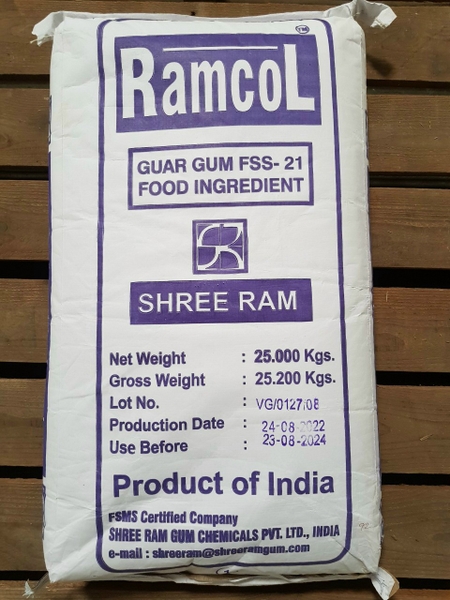 RamcoL
TM
GUAR GUM FSS-21
FOOD INGREDIENT
SHREE RAM
Net Weight : 25.000 Kgs.
Gross Weight : 25.200 Kgs.
Lot No. : VG/0127/08
Production Date : 24-08-2022
Use Before : 23-08-2024
Product of India
FSMS Certified Company
SHREE RAM GUM CHEMICALS PVT. LTD., INDIA
e-mail : shreeram@shreeramgum.com